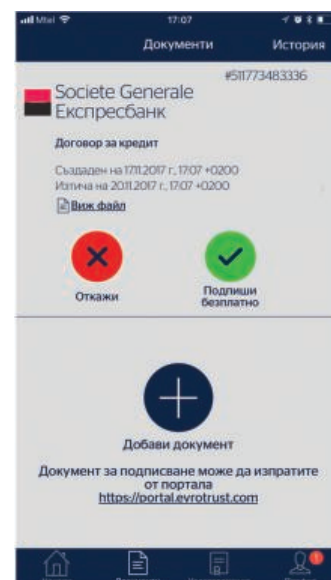 Mtel 17:07
Документи История
#511773483336
Societe Generale
Експресбанк
Договор за кредит
Създаден на 17.11.2017 г., 17:07 +0200
Изтича на 20.11.2017 г., 17:07 +0200
Виж файл
Откажи
Подпиши
безплатно
Добави документ
Документ за подписване може да изпратите
от портала
https://portal.evrotrust.com
1